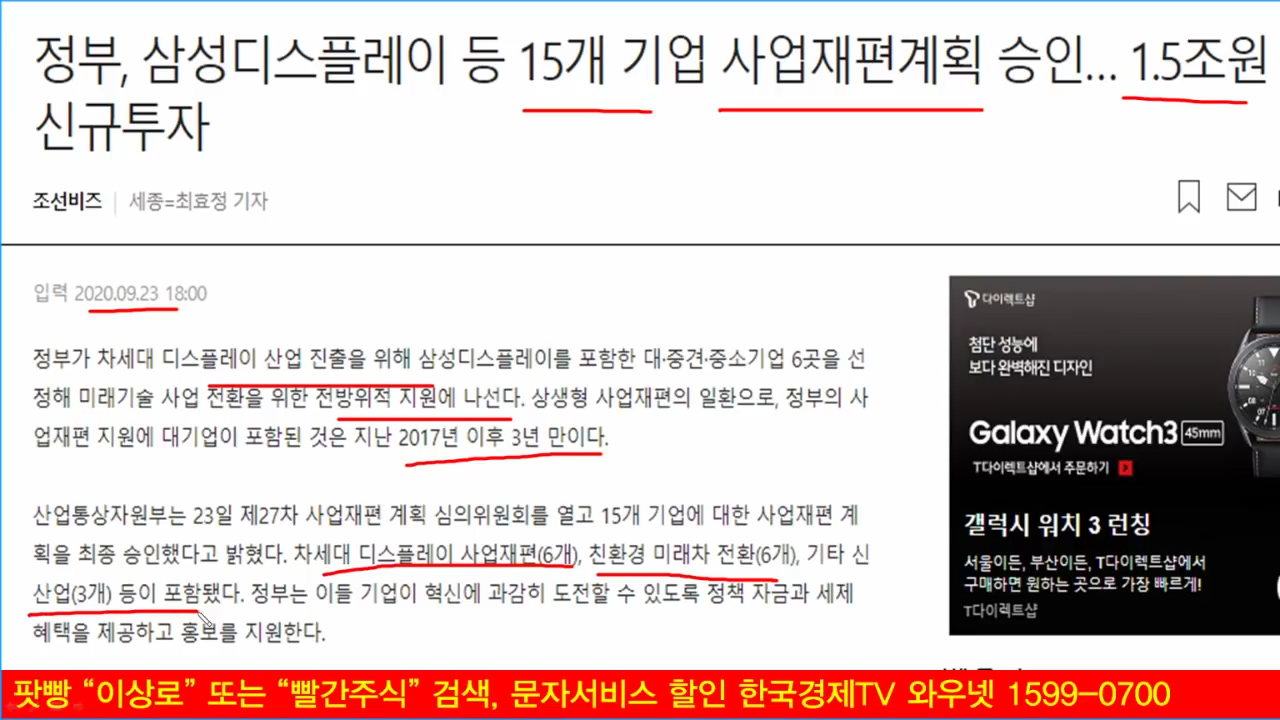 정부, 삼성디스플레이 등 15개 기업 사업재편계획 승인... 1.5조원
신규투자
조선비즈 | 세종=최효정 기자
입력 2020.09.23 18:00
정부가 차세대 디스플레이 산업 진출을 위해 삼성디스플레이를 포함한 대·중견·중소기업 6곳을 선
정해 미래기술 사업 전환을 위한 전방위적 지원에 나선다. 상생형 사업재편의 일환으로, 정부의 사
업재편 지원에 대기업이 포함된 것은 지난 2017년 이후 3년 만이다.
산업통상자원부는 23일 제27차 사업재편 계획 심의위원회를 열고 15개 기업에 대한 사업재편 계
획을 최종 승인했다고 밝혔다. 차세대 디스플레이 사업재편(6개), 친환경 미래차 전환(6개), 기타 신
산업(3개) 등이 포함됐다. 정부는 이들 기업이 혁신에 과감히 도전할 수 있도록 정책 자금과 세제
혜택을 제공하고 홍보를 지원한다.
T다이렉트샵
첨단 성능에
보다 완벽해진 디자인
Galaxy Watch3 45mm
T다이렉트샵에서 주문하기
갤럭시 워치 3 런칭
서울이든, 부산이든, T다이렉트샵에서
구매하면 원하는 곳으로 가장 빠르게!
T다이렉트샵
팟빵 “이상로” 또는 “빨간주식” 검색, 문자서비스 할인 한국경제TV 와우넷 1599-0700